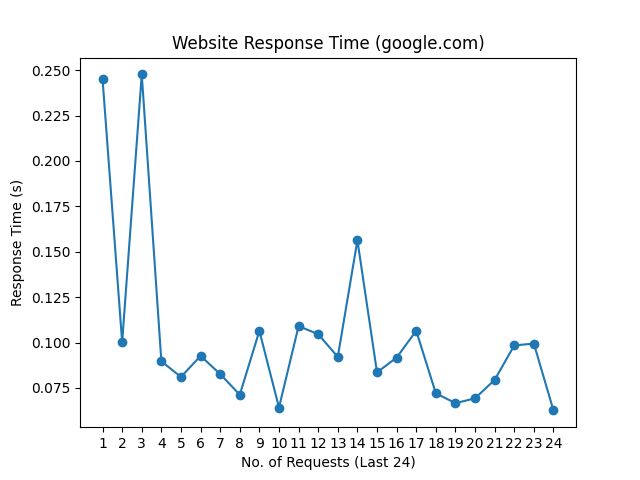 Website Response Time (google.com)
0.250
0.225
0.200
0.175
0.150
0.125
0.100
0.075
Response Time (s)
1 2 3 4 5 6 7 8 9 10 11 12 13 14 15 16 17 18 19 20 21 22 23 24
No. of Requests (Last 24)